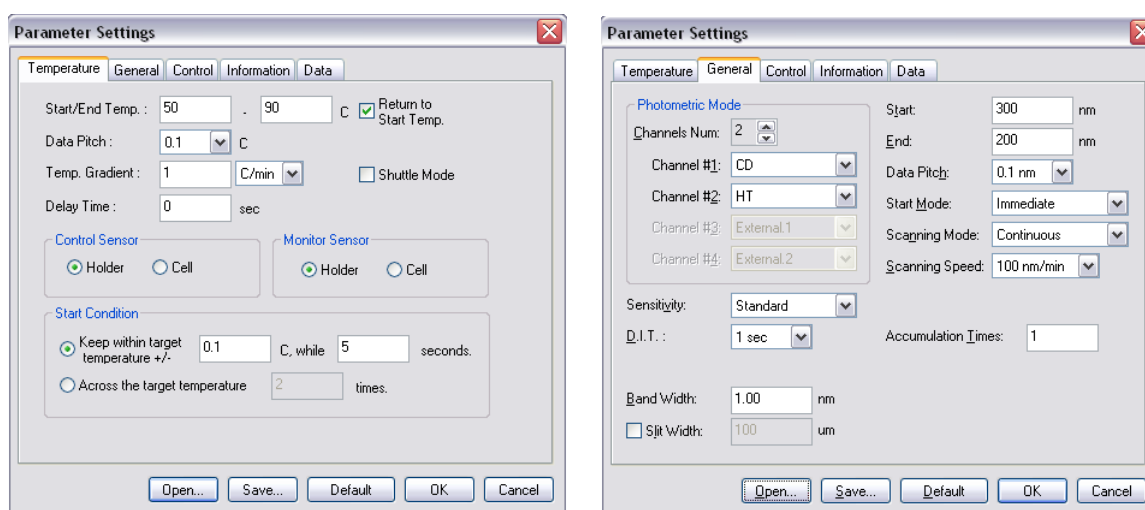 Parameter Settings
Temperature General Control Information Data
Start/End Temp. : 50 - 90 C Return to Start Temp.
Data Pitch : 0.1 C
Temp. Gradient : 1 C/min Shuttle Mode
Delay Time : 0 sec
Control Sensor
Holder Cell
Monitor Sensor
Holder Cell
Start Condition
Keep within target temperature +/- 0.1 C, while 5 seconds.
Across the target temperature 2 times.
Open... Save... Default OK Cancel
Parameter Settings
Temperature General Control Information Data
Photometric Mode
Channels Num: 2
Channel #1: CD
Channel #2: HT
Channel #3: External.1
Channel #4: External.2
Start: 300 nm
End: 200 nm
Data Pitch: 0.1 nm
Start Mode: Immediate
Scanning Mode: Continuous
Scanning Speed: 100 nm/min
Sensitivity: Standard
D.I.T. : 1 sec
Accumulation Times: 1
Band Width: 1.00 nm
Slit Width: 100 um
Open... Save... Default OK Cancel